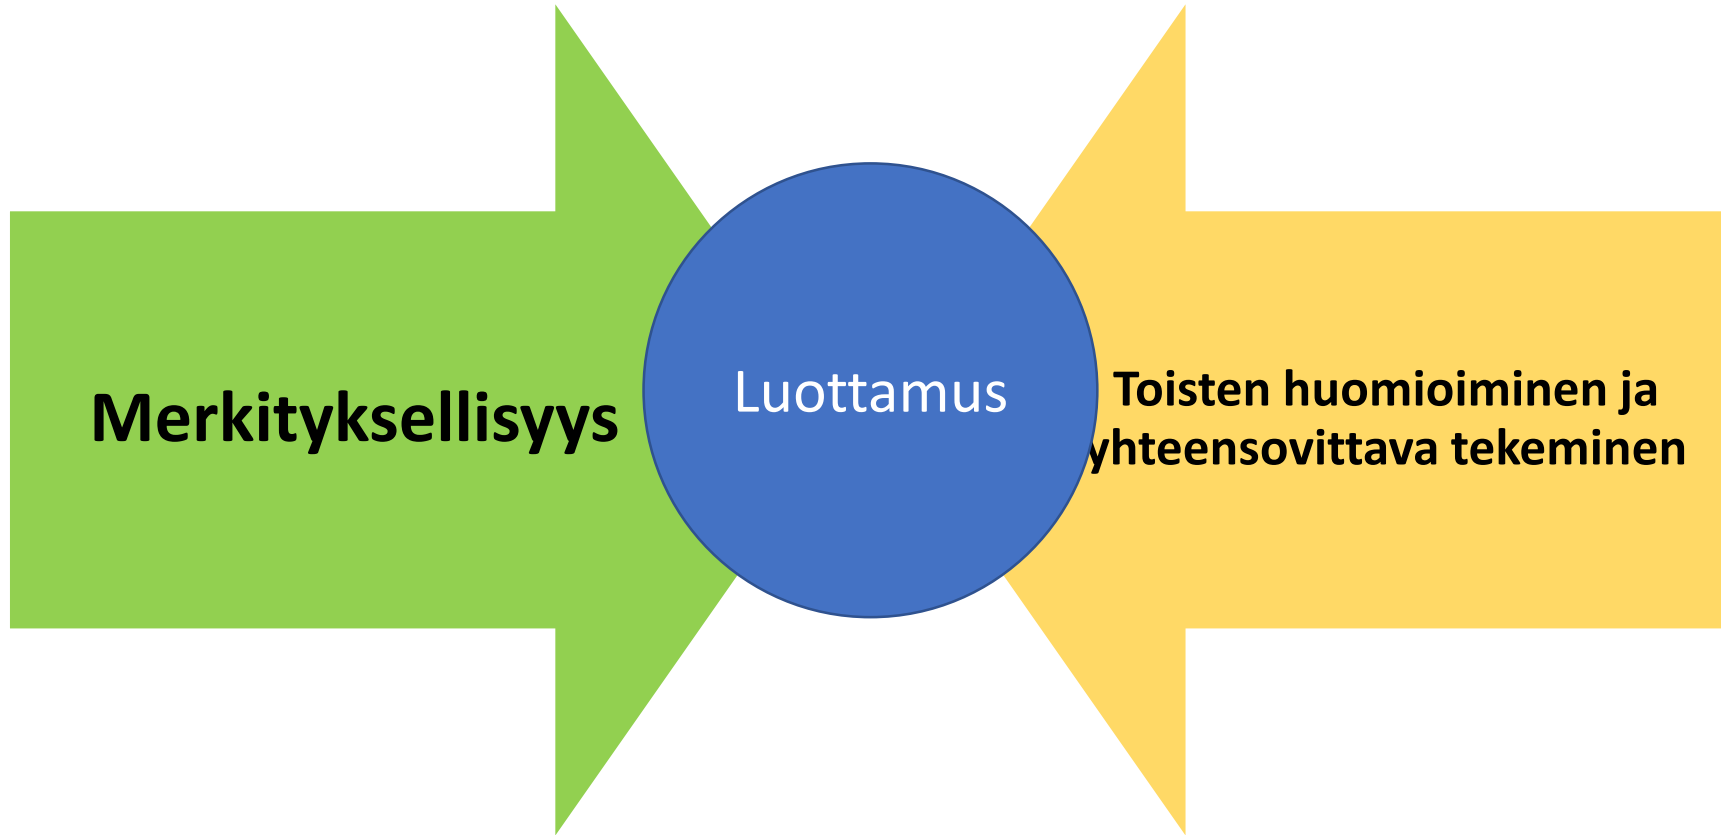 Merkityksellisyys
Luottamus
Toisten huomioiminen ja
yhteensovittava tekeminen